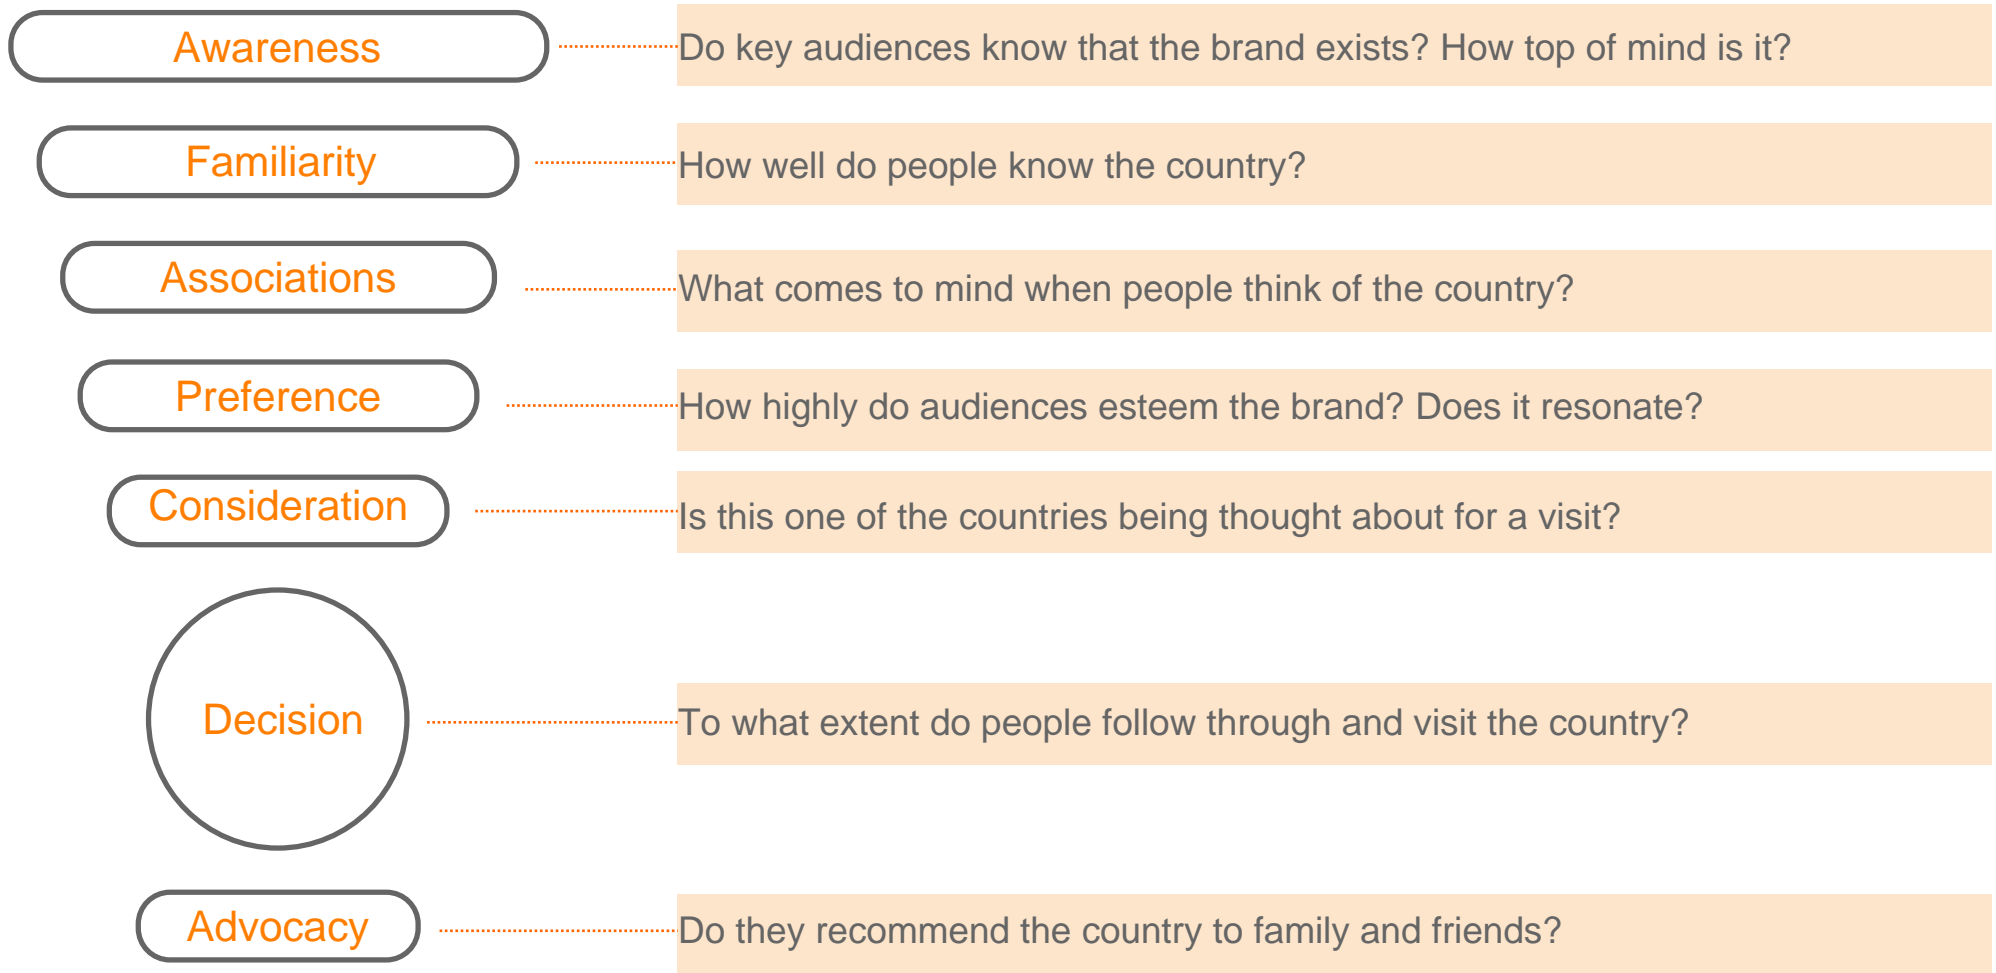 Awareness
Do key audiences know that the brand exists? How top of mind is it?
Familiarity
How well do people know the country?
Associations
What comes to mind when people think of the country?
Preference
How highly do audiences esteem the brand? Does it resonate?
Consideration
Is this one of the countries being thought about for a visit?
Decision
To what extent do people follow through and visit the country?
Advocacy
Do they recommend the country to family and friends?